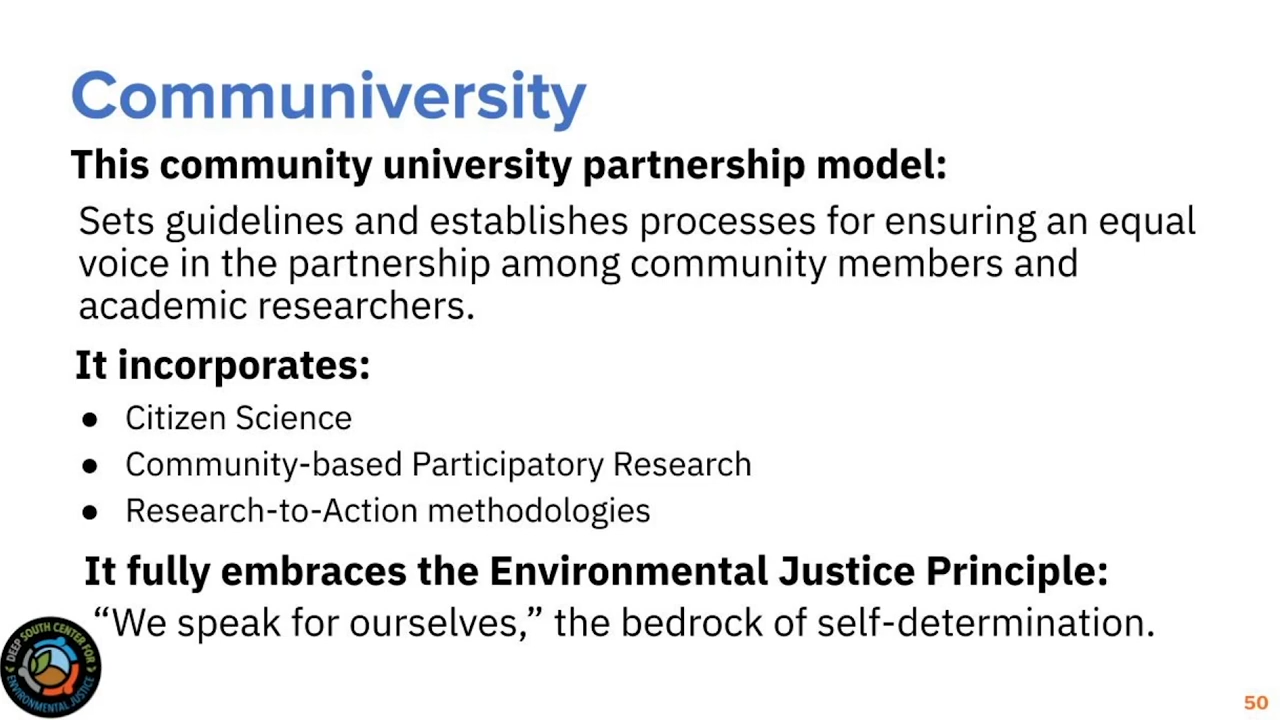 Communiversity
This community university partnership model:
Sets guidelines and establishes processes for ensuring an equal
voice in the partnership among community members and
academic researchers.
It incorporates:
● Citizen Science
● Community-based Participatory Research
● Research-to-Action methodologies
It fully embraces the Environmental Justice Principle:
“We speak for ourselves,” the bedrock of self-determination.
DEEP SOUTH CENTER FOR
ENVIRONMENTAL JUSTICE
50